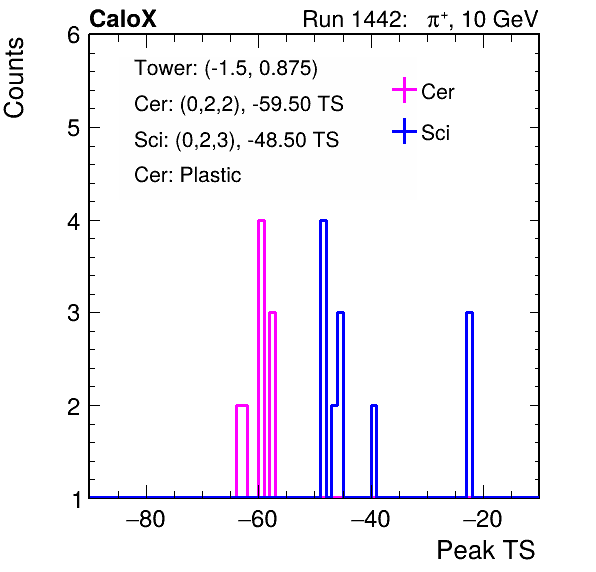 CaloX Run 1442: π⁺, 10 GeV
Counts
6
5
4
3
2
1
Tower: (-1.5, 0.875)
Cer: (0,2,2), -59.50 TS
Sci: (0,2,3), -48.50 TS
Cer: Plastic
Cer
Sci
−80 −60 −40 −20
Peak TS